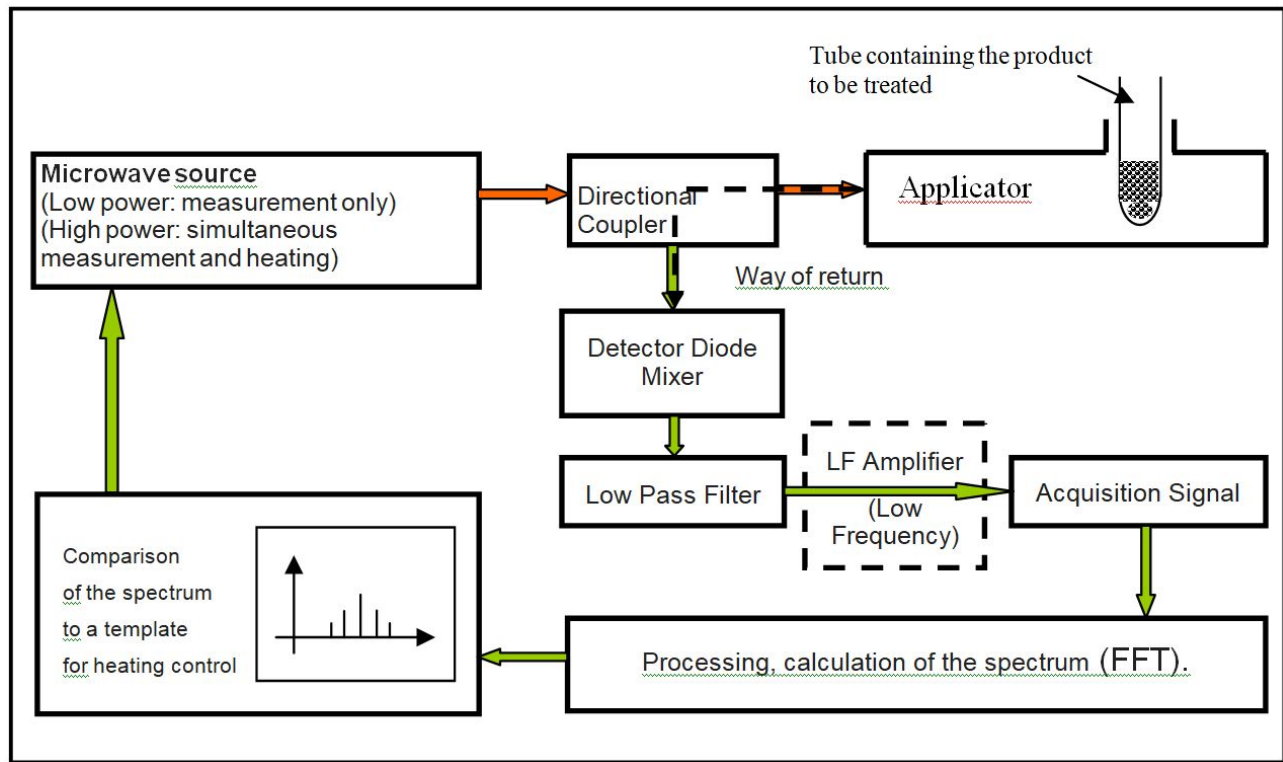 Tube containing the product
to be treated
Microwave source
(Low power: measurement only)
(High power: simultaneous
measurement and heating)
Directional
Coupler
Applicator
Way of return
Detector Diode
Mixer
Low Pass Filter
LF Amplifier
(Low
Frequency)
Acquisition Signal
Comparison
of the spectrum
to a template
for heating control
Processing, calculation of the spectrum (FFT).